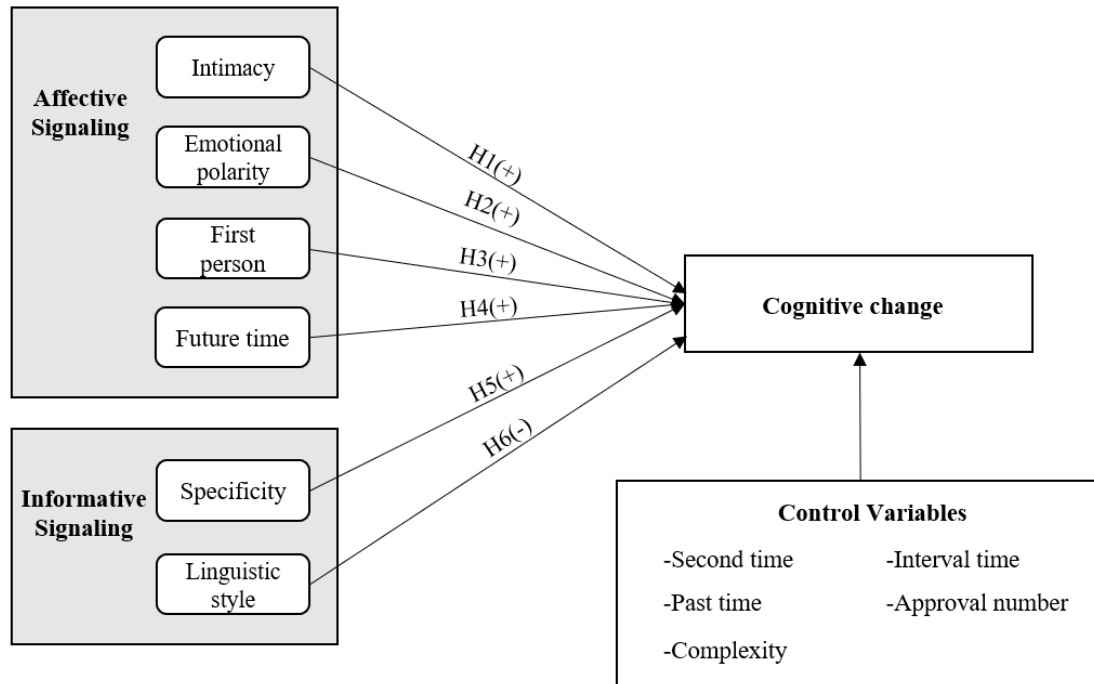 Affective
Signaling
Intimacy
Emotional
polarity
First
person
Future time
H1(+)
H2(+)
H3(+)
H4(+)
H5(+)
H6(-)
Cognitive change
Informative
Signaling
Specificity
Linguistic
style
Control Variables
-Second time
-Interval time
-Past time
-Approval number
-Complexity